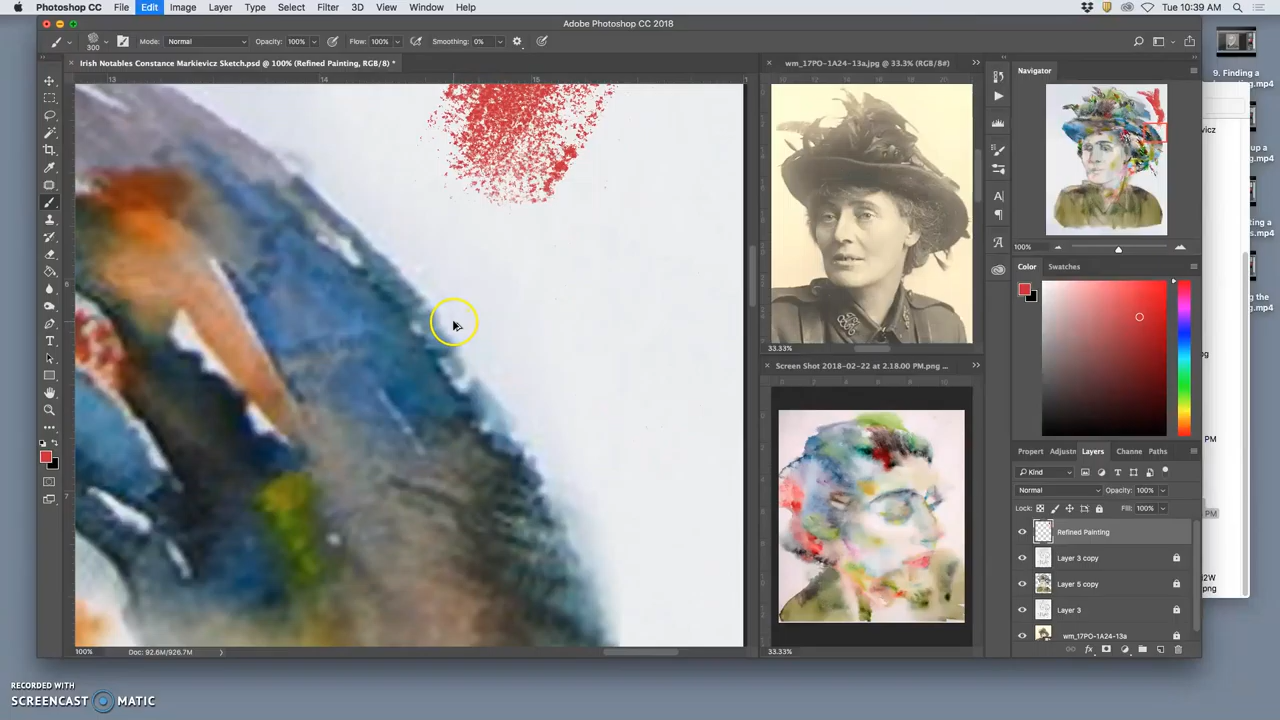 Photoshop CC File Edit Image Layer Type Select Filter 3D View Window Help
Tue 10:39 AM
Adobe Photoshop CC 2018
300 Mode: Normal Opacity: 100% Flow: 100% Smoothing: 0%
Irish Notables Constance Markievicz Sketch.psd @ 100% (Refined Painting, RGB/8) *
wm_17PO-1A24-13a.jpg @ 33.3% (RGB/8#)
Navigator
9. Finding a
100%
Color Swatches
33.33%
Screen Shot 2018-02-22 at 2.18.00 PM.png ...
Propert Adjustm Layers Channe Paths
Kind
Normal Opacity: 100%
Lock: Fill: 100%
Refined Painting
Layer 3 copy
Layer 5 copy
Layer 3
wm_17PO-1A24-13a
100% Doc: 92.6M/926.7M
33.33%
RECORDED WITH
SCREENCAST MATIC